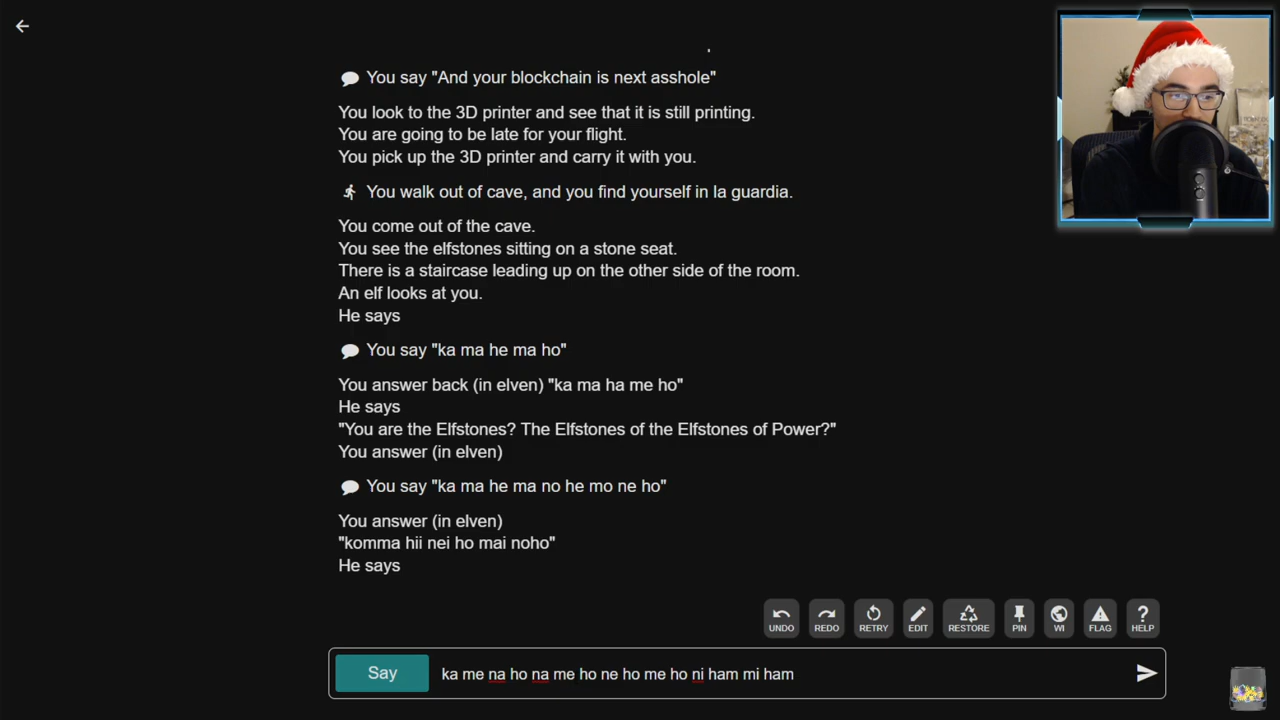 You say "And your blockchain is next asshole"
You look to the 3D printer and see that it is still printing.
You are going to be late for your flight.
You pick up the 3D printer and carry it with you.
You walk out of cave, and you find yourself in la guardia.
You come out of the cave.
You see the elfstones sitting on a stone seat.
There is a staircase leading up on the other side of the room.
An elf looks at you.
He says
You say "ka ma he ma ho"
You answer back (in elven) "ka ma ha me ho"
He says
"You are the Elfstones? The Elfstones of the Elfstones of Power?"
You answer (in elven)
You say "ka ma he ma no he mo ne ho"
You answer (in elven)
"komma hii nei ho mai noho"
He says
UNDO REDO RETRY EDIT RESTORE PIN WI FLAG HELP
Say ka me na ho na me ho ne ho me ho ni ham mi ham